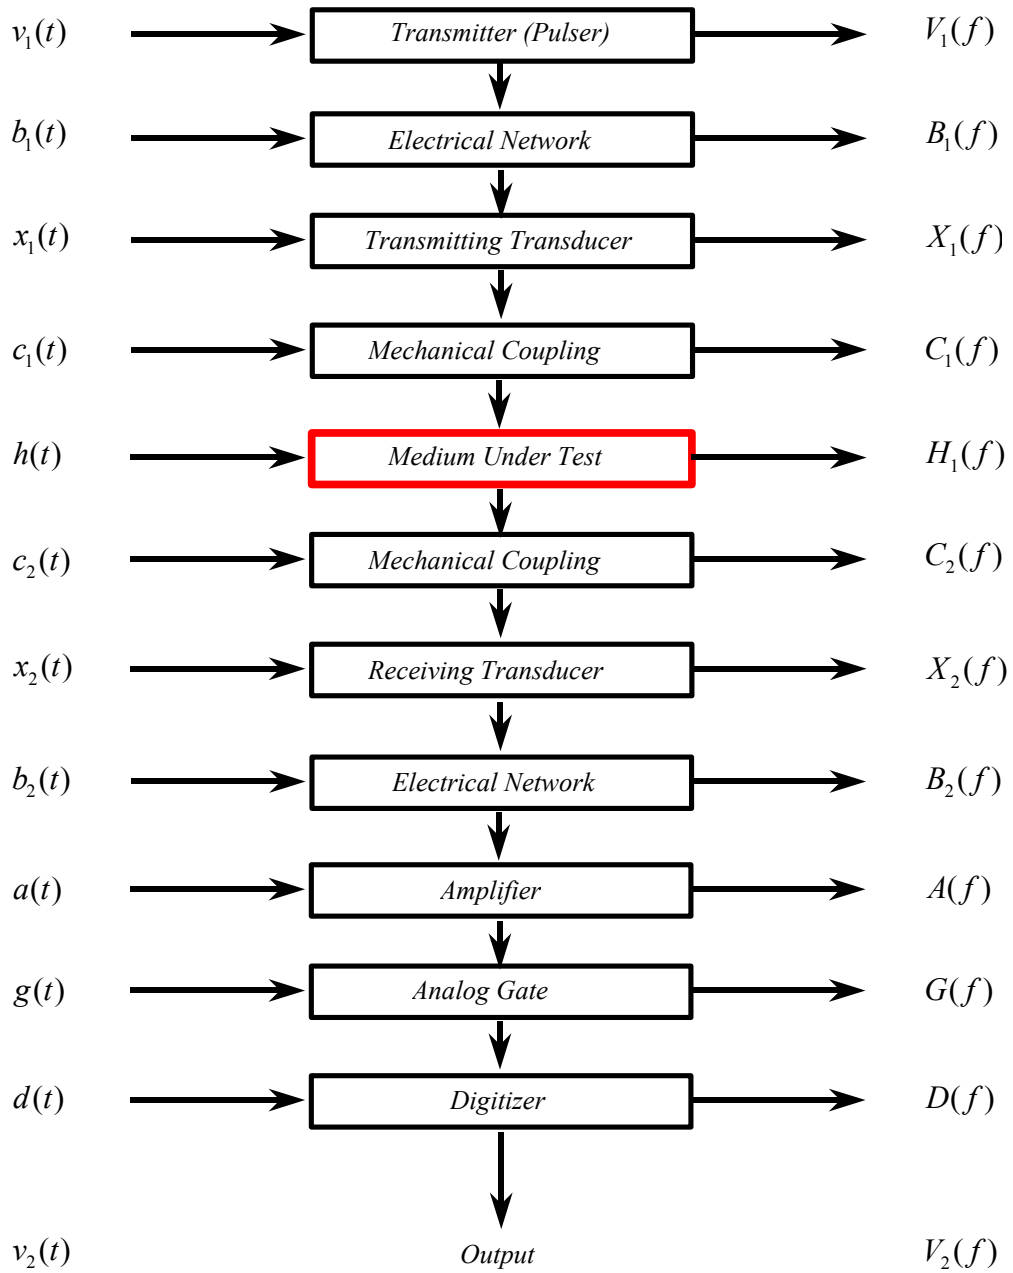 v₁(t) Transmitter (Pulser) V₁(f)
b₁(t) Electrical Network B₁(f)
x₁(t) Transmitting Transducer X₁(f)
c₁(t) Mechanical Coupling C₁(f)
h(t) Medium Under Test H₁(f)
c₂(t) Mechanical Coupling C₂(f)
x₂(t) Receiving Transducer X₂(f)
b₂(t) Electrical Network B₂(f)
a(t) Amplifier A(f)
g(t) Analog Gate G(f)
d(t) Digitizer D(f)
v₂(t) Output V₂(f)